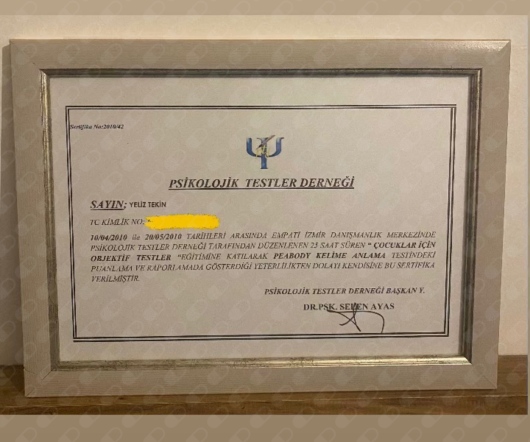 Sertifika No:2010/42
PSİKOLOJİK TESTLER DERNEĞİ
SAYIN; YELİZ TEKİN
TC KİMLİK NO:
10/04/2010 ile 20/05/2010 TARİHLERİ ARASINDA EMPATİ İZMİR DANIŞMANLIK MERKEZİNDE
PSİKOLOJİK TESTLER DERNEĞİ TARAFINDAN DÜZENLENEN 23 SAAT SÜREN " ÇOCUKLAR İÇİN
OBJEKTİF TESTLER "EĞİTİMİNE KATILARAK PEABODY KELİME ANLAMA TESTİNDEKİ
PUANLAMA VE RAPORLAMADA GÖSTERDİĞİ YETERLİLİKTEN DOLAYI KENDİSİNE BU SERTİFİKA
VERİLMİŞTİR.
PSİKOLOJİK TESTLER DERNEĞİ BAŞKAN Y.
DR.PSK. AYAS